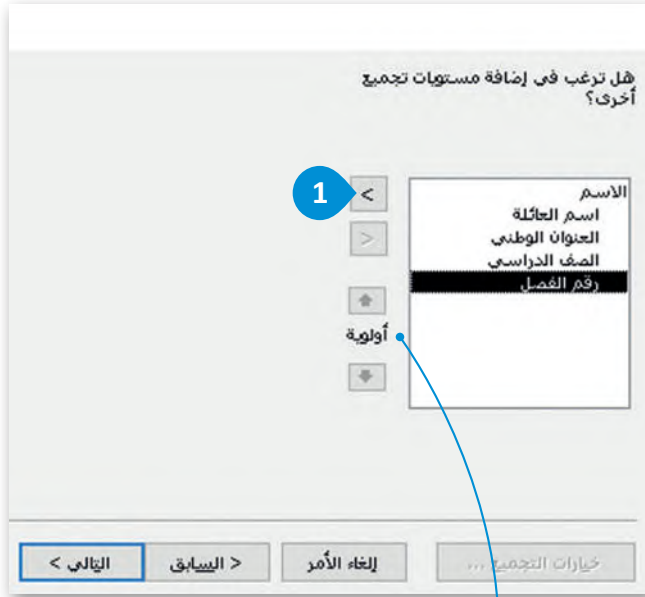 هل ترغب في إضافة مستويات تجميع
أخرى؟
1
<
>
الاسم
اسم العائلة
العنوان الوطني
الصف الدراسي
رقم الفصل
أولوية
خيارات التجميع ...
إلغاء الأمر
< السابق
التالي >